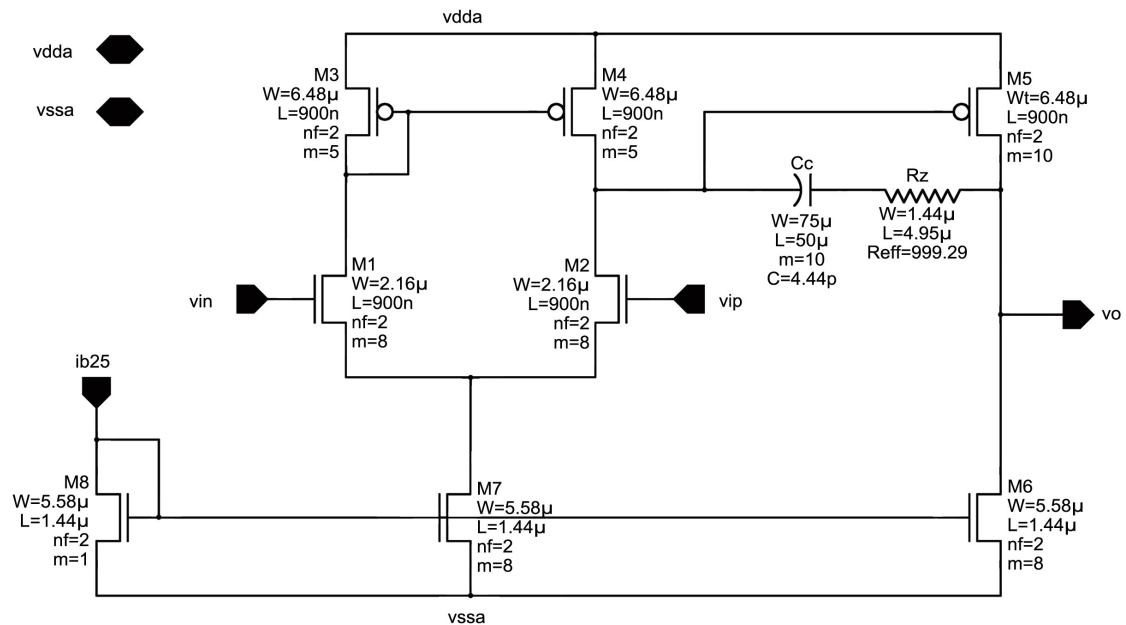 vdda
vdda
vssa
M3
W=6.48µ
L=900n
nf=2
m=5
M4
W=6.48µ
L=900n
nf=2
m=5
M5
Wt=6.48µ
L=900n
nf=2
m=10
Cc
W=75µ
L=50µ
m=10
C=4.44p
Rz
W=1.44µ
L=4.95µ
Reff=999.29
vin
M1
W=2.16µ
L=900n
nf=2
m=8
M2
W=2.16µ
L=900n
nf=2
m=8
vip
vo
ib25
M8
W=5.58µ
L=1.44µ
nf=2
m=1
M7
W=5.58µ
L=1.44µ
nf=2
m=8
M6
W=5.58µ
L=1.44µ
nf=2
m=8
vssa